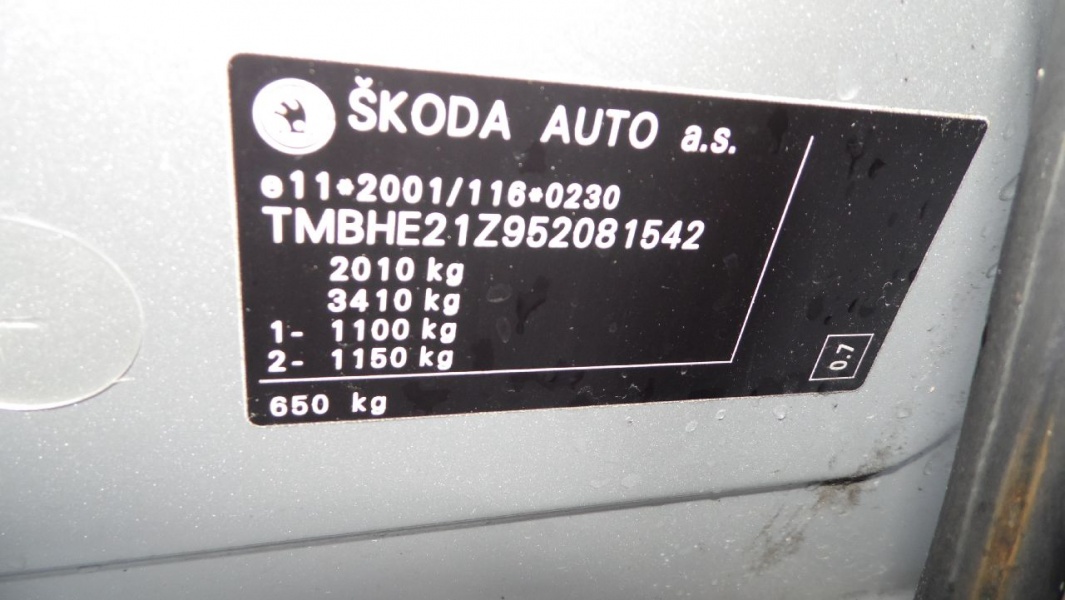 ŠKODA AUTO a.s.
e11*2001/116*0230
TMBHE21Z952081542
2010 kg
3410 kg
1- 1100 kg
2- 1150 kg
650 kg
0.7